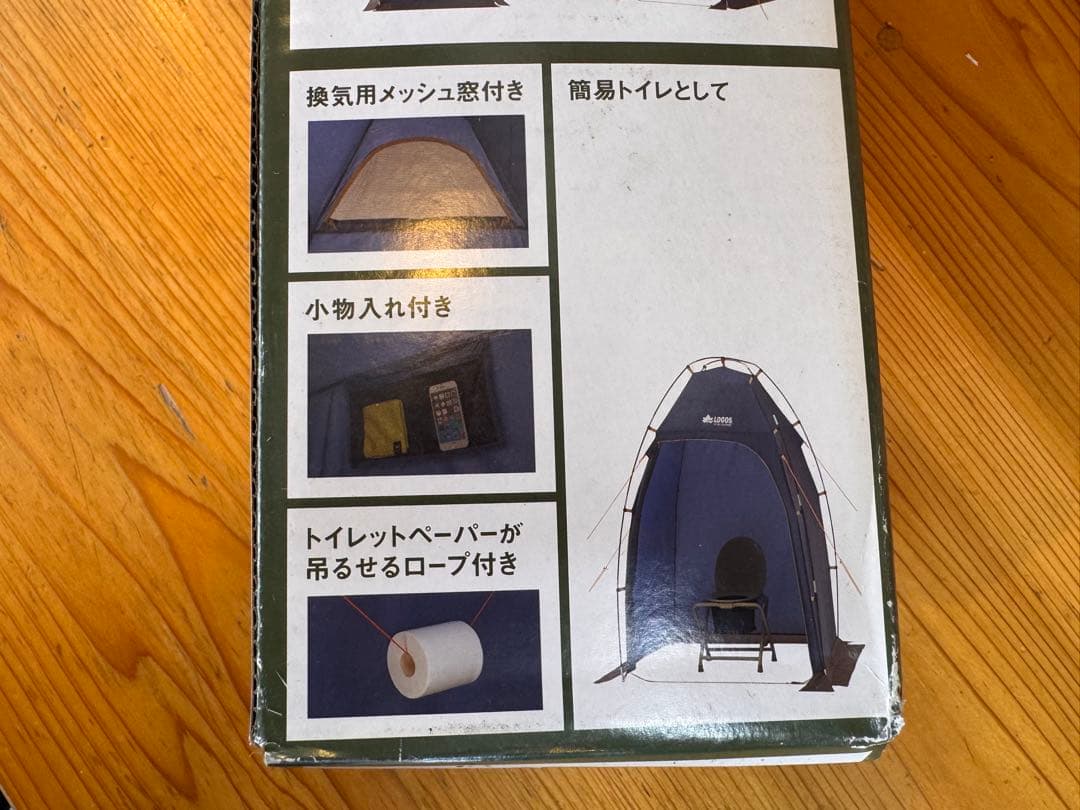 換気用メッシュ窓付き
小物入れ付き
トイレットペーパーが
吊るせるロープ付き
簡易トイレとして
LOGOS